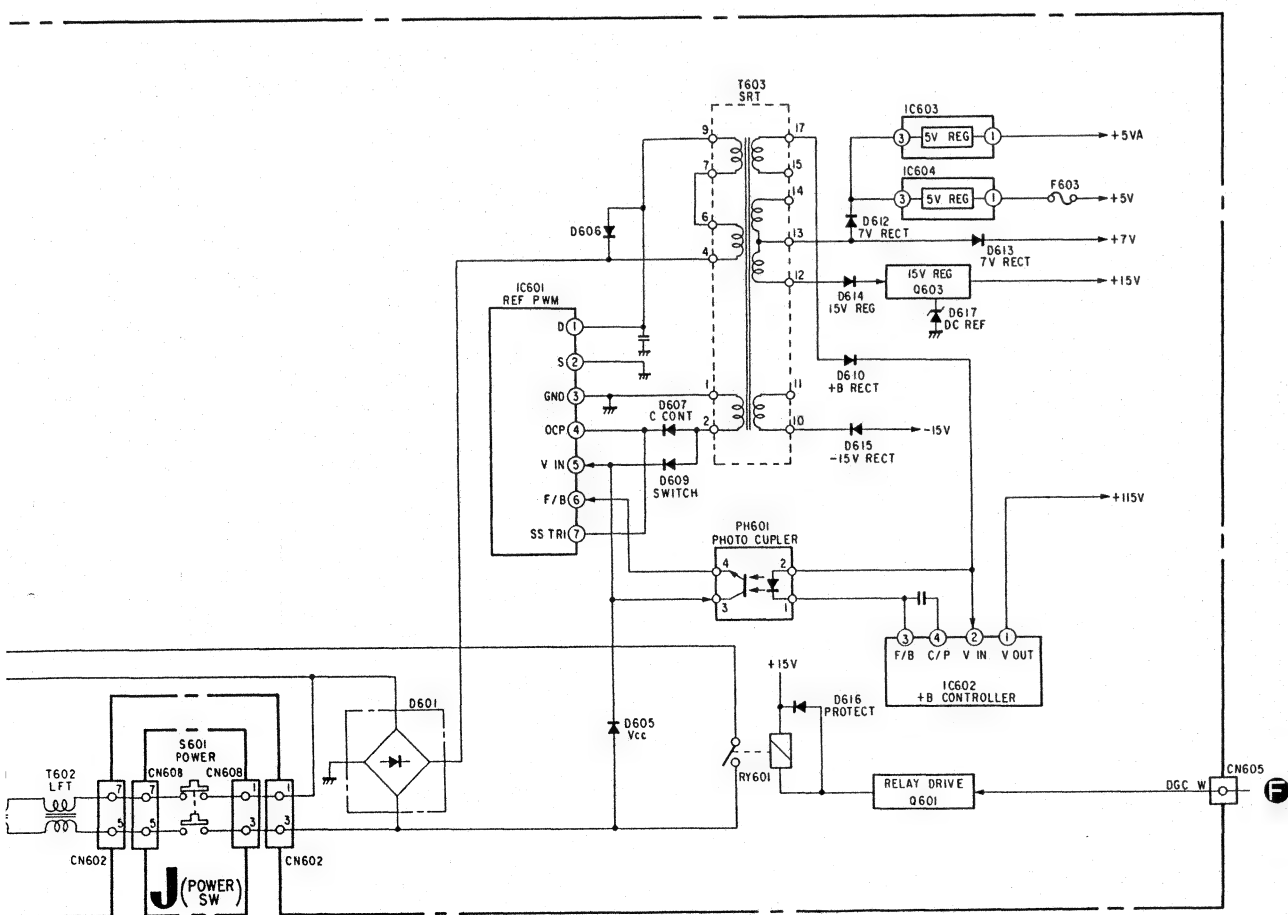 T603
SRT
9
7
6
4
1
2
17
15
14
13
12
11
10
IC603
3
5V REG
1
+5VA
IC604
3
5V REG
1
F603
+5V
D612
7V RECT
+7V
D613
7V RECT
D606
15V REG
Q603
+15V
D614
15V REG
D617
DC REF
IC601
REF PWM
D 1
S 2
GND 3
OCP 4
V IN 5
F/B 6
SS TRI 7
D610
+B RECT
D607
C CONT
D609
SWITCH
-15V
D615
-15V RECT
+115V
PH601
PHOTO CUPLER
4
3
2
1
3
4
2
1
F/B
C/P
V IN
V OUT
IC602
+B CONTROLLER
+15V
D616
PROTECT
RY601
RELAY DRIVE
Q601
DGC W
CN605
F
D601
D605
Vcc
S601
POWER
T602
LFT
CN608
CN608
7
7
1
1
5
5
3
3
CN602
CN602
J (POWER SW)